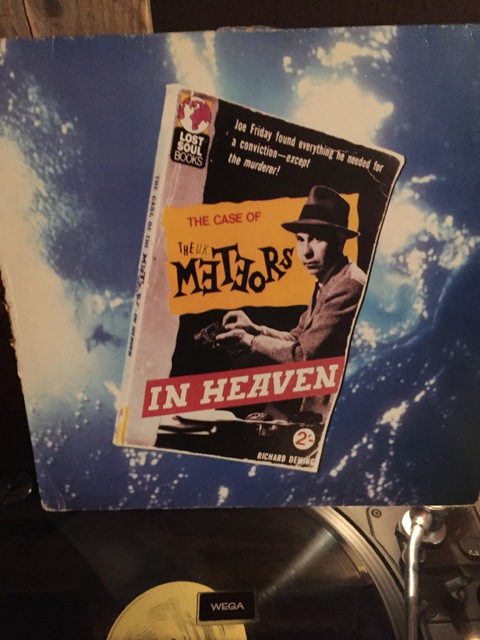 LOST
SOUL
BOOKS
Joe Friday found everything he needed for
a conviction—except
the murderer!
THE CASE OF
THE U.K.
METEORS
IN HEAVEN
2/-
RICHARD DEMING
THE CASE OF THE METEORS IN HEAVEN
WEGA